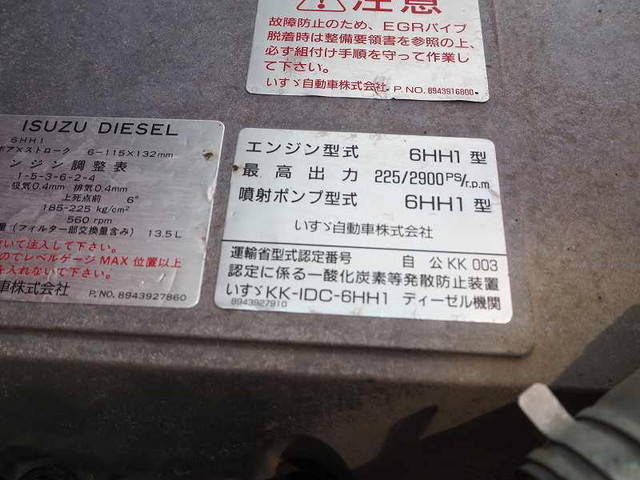 注意
故障防止のため、EGRパイプ
脱着時は整備要領書を参照の上、
必ず組付け手順を守って作業し
て下さい。
いすゞ自動車株式会社 P.NO. 8943916800
ISUZU DIESEL
6HH1
ボア×ストローク 6-115×132mm
エンジン調整表
1-5-3-6-2-4
吸気0.4mm 排気0.4mm
上死点前 6°
185-225 kg/cm²
560 rpm
(フィルター部交換量含み) 13.5L
いて注入して下さい。
のでレベルゲージ MAX 位置以上
入れないで下さい。
車株式会社 P.NO. 8943927860
エンジン型式 6HH1 型
最高出力 225/2900 PS/r.p.m
噴射ポンプ型式 6HH1 型
いすゞ自動車株式会社
運輸省型式認定番号 自 公 KK 003
認定に係る一酸化炭素等発散防止装置
いすゞ KK-IDC-6HH1 ディーゼル機関
8943927910